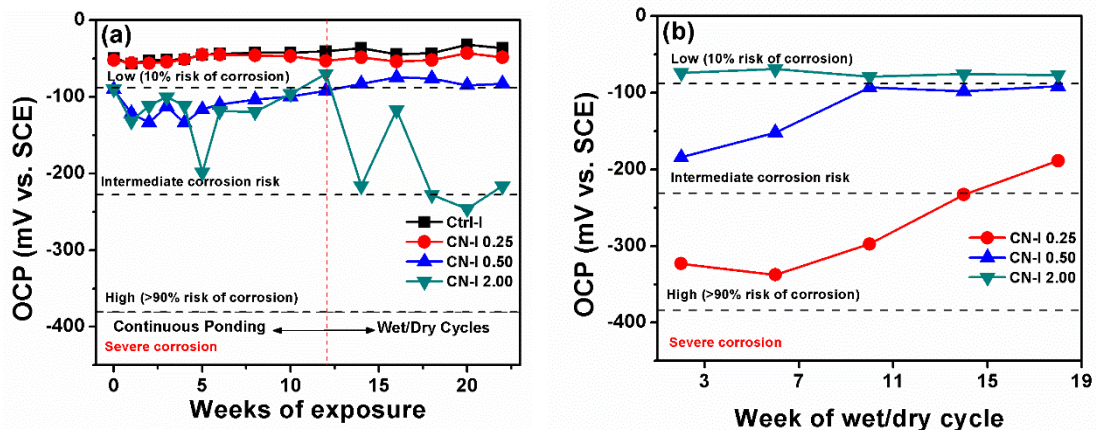 (a)
0
-100
-200
-300
-400
OCP (mV vs. SCE)
Low (10% risk of corrosion)
Intermediate corrosion risk
Ctrl-I
CN-I 0.25
CN-I 0.50
CN-I 2.00
High (>90% risk of corrosion)
Continuous Ponding
Wet/Dry Cycles
Severe corrosion
0 5 10 15 20
Weeks of exposure
(b)
0
-100
-200
-300
-400
OCP (mV vs. SCE)
Low (10% risk of corrosion)
Intermediate corrosion risk
CN-I 0.25
CN-I 0.50
CN-I 2.00
High (>90% risk of corrosion)
Severe corrosion
3 7 11 15 19
Week of wet/dry cycle